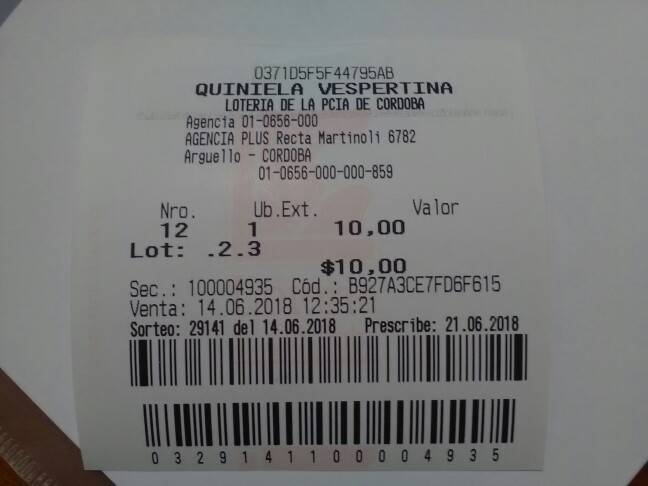 0371D5F5F44795AB
QUINIELA VESPERTINA
LOTERIA DE LA PCIA DE CORDOBA
Agencia 01-0656-000
AGENCIA PLUS Recta Martinoli 6782
Arguello - CORDOBA
01-0656-000-000-859
Nro. Ub.Ext. Valor
12 1 10,00
Lot: .2.3
$10,00
Sec.: 100004935 Cód.: B927A3CE7FD6F615
Venta: 14.06.2018 12:35:21
Sorteo: 29141 del 14.06.2018 Prescribe: 21.06.2018
0329141100004935